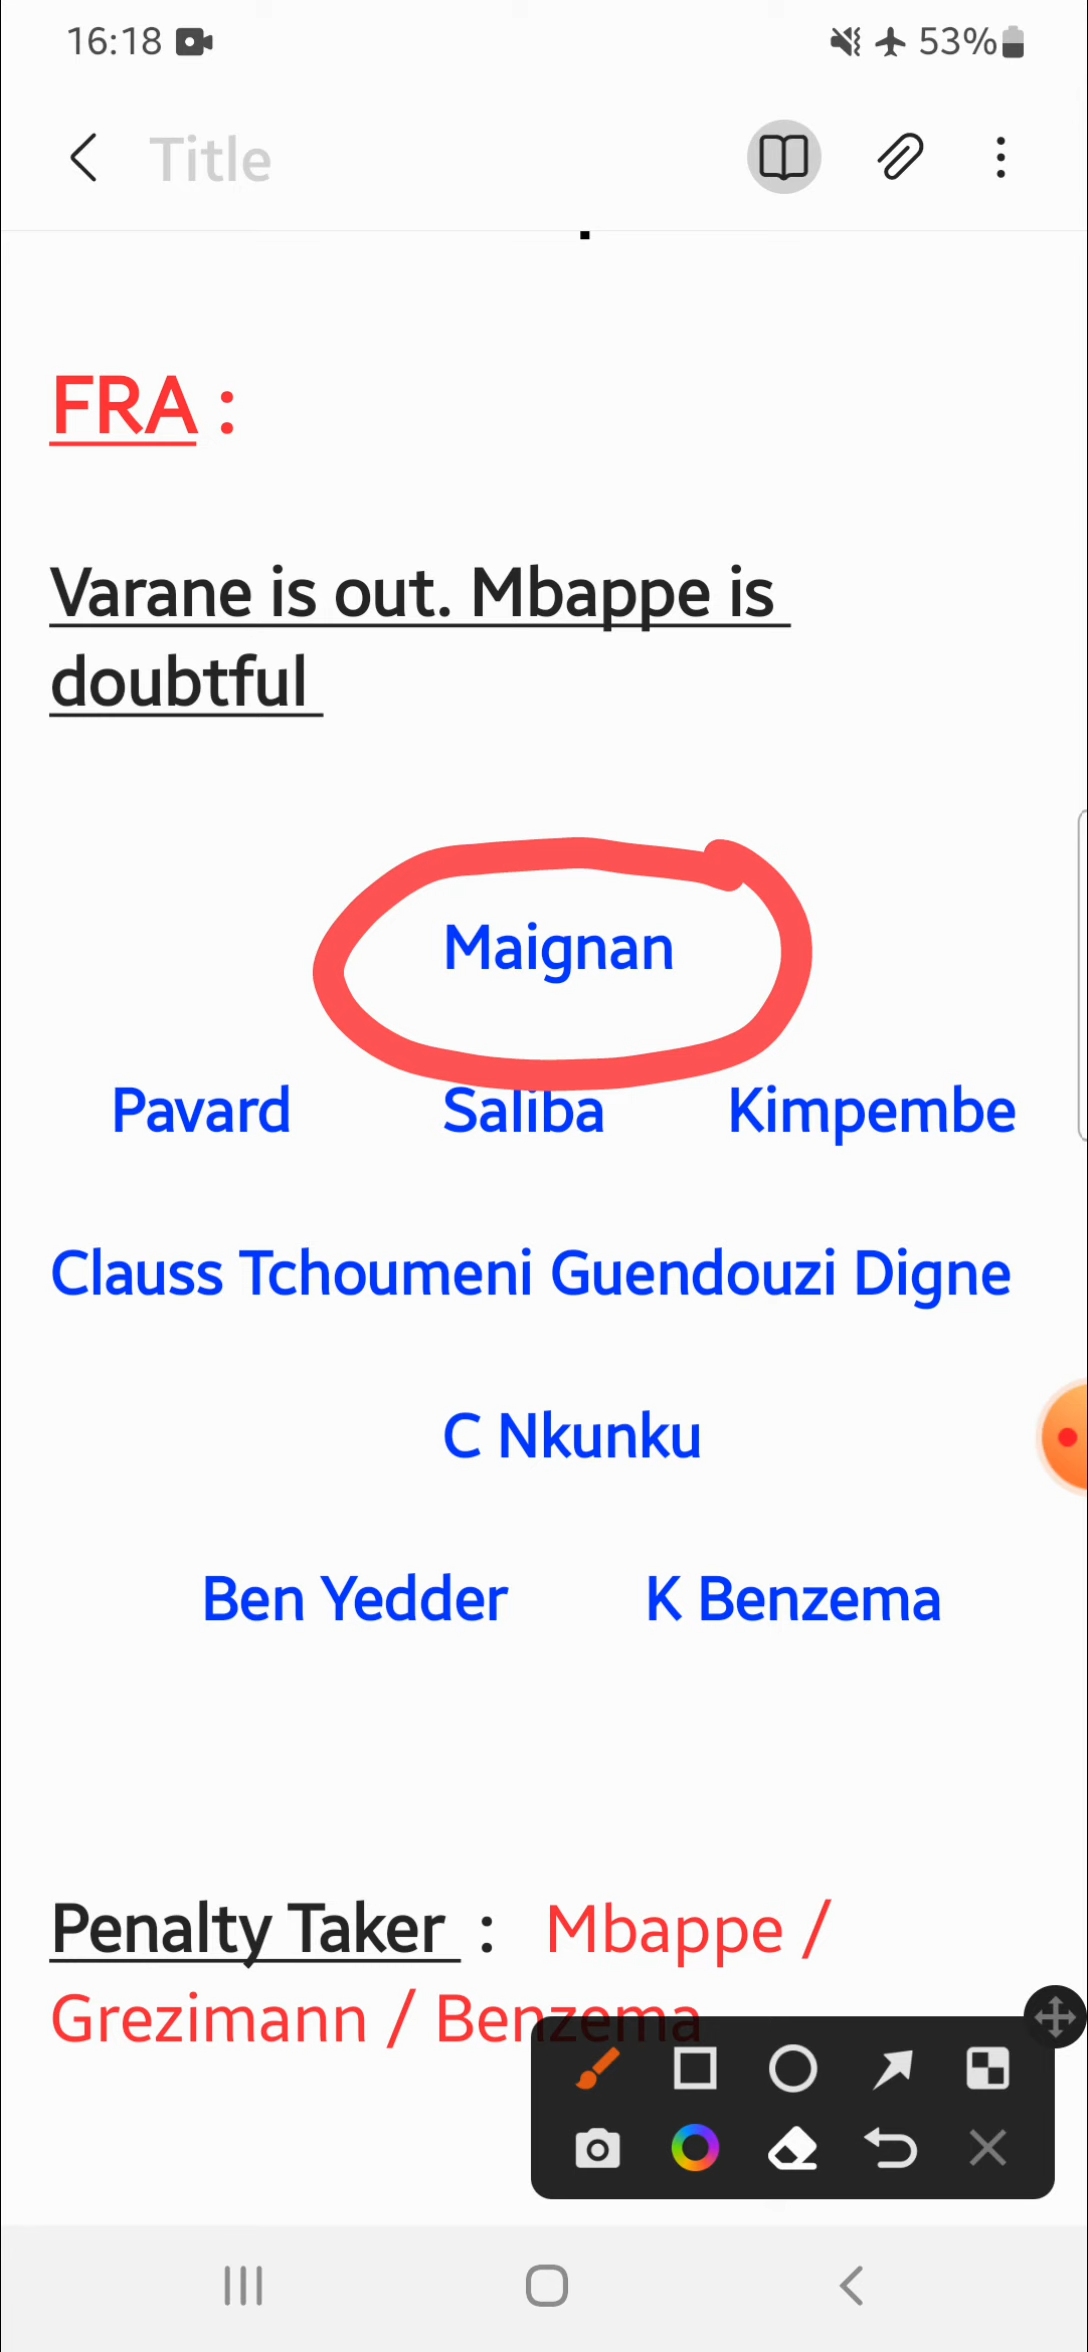 16:18 53%
Title
FRA :
Varane is out. Mbappe is
doubtful
Maignan
Pavard Saliba Kimpembe
Clauss Tchoumeni Guendouzi Digne
C Nkunku
Ben Yedder K Benzema
Penalty Taker : Mbappe /
Grezimann / Benzema